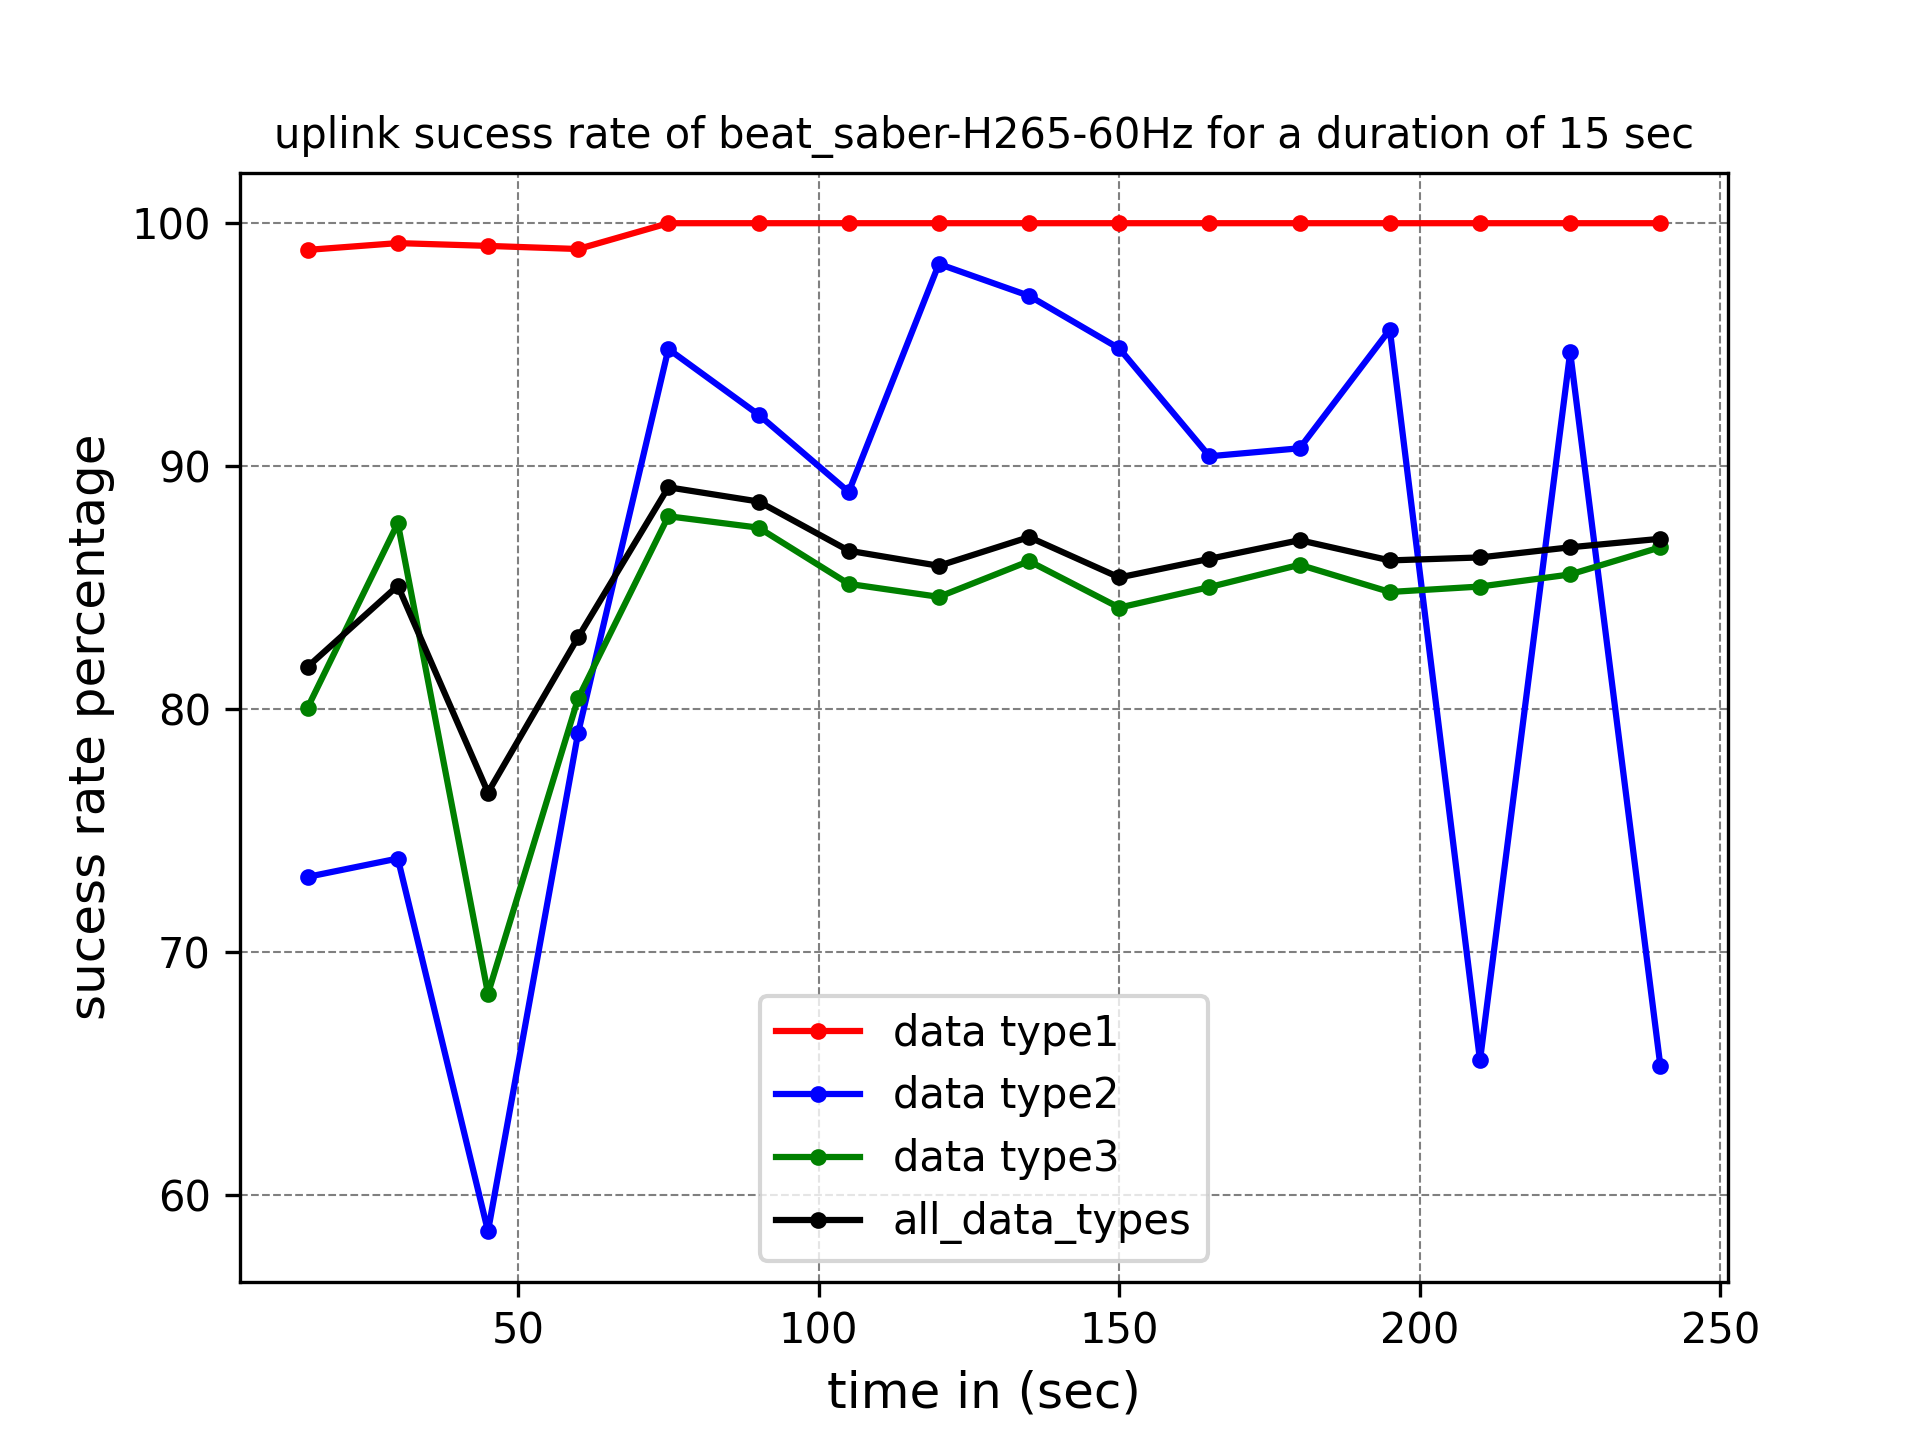 uplink sucess rate of beat_saber-H265-60Hz for a duration of 15 sec
sucess rate percentage
100
90
80
70
60
data type1
data type2
data type3
all_data_types
50 100 150 200 250
time in (sec)